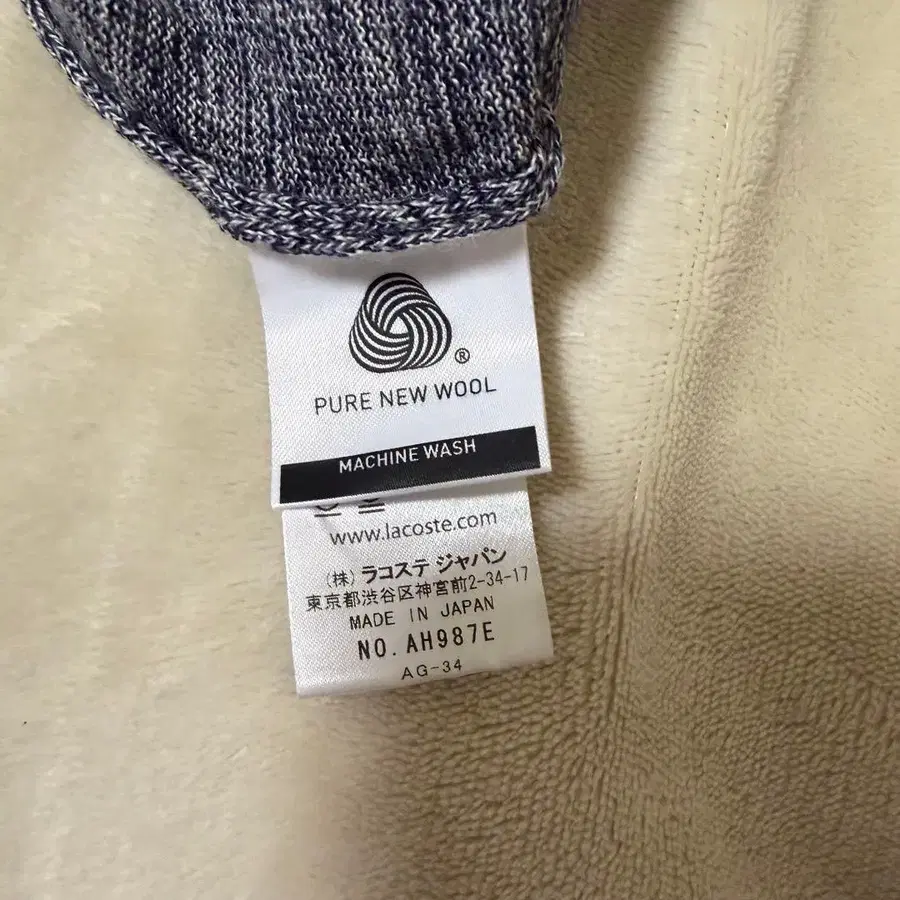 ®
PURE NEW WOOL
MACHINE WASH
www.lacoste.com
(株) ラコステ ジャパン
東京都渋谷区神宮前2-34-17
MADE IN JAPAN
NO. AH987E
AG-34